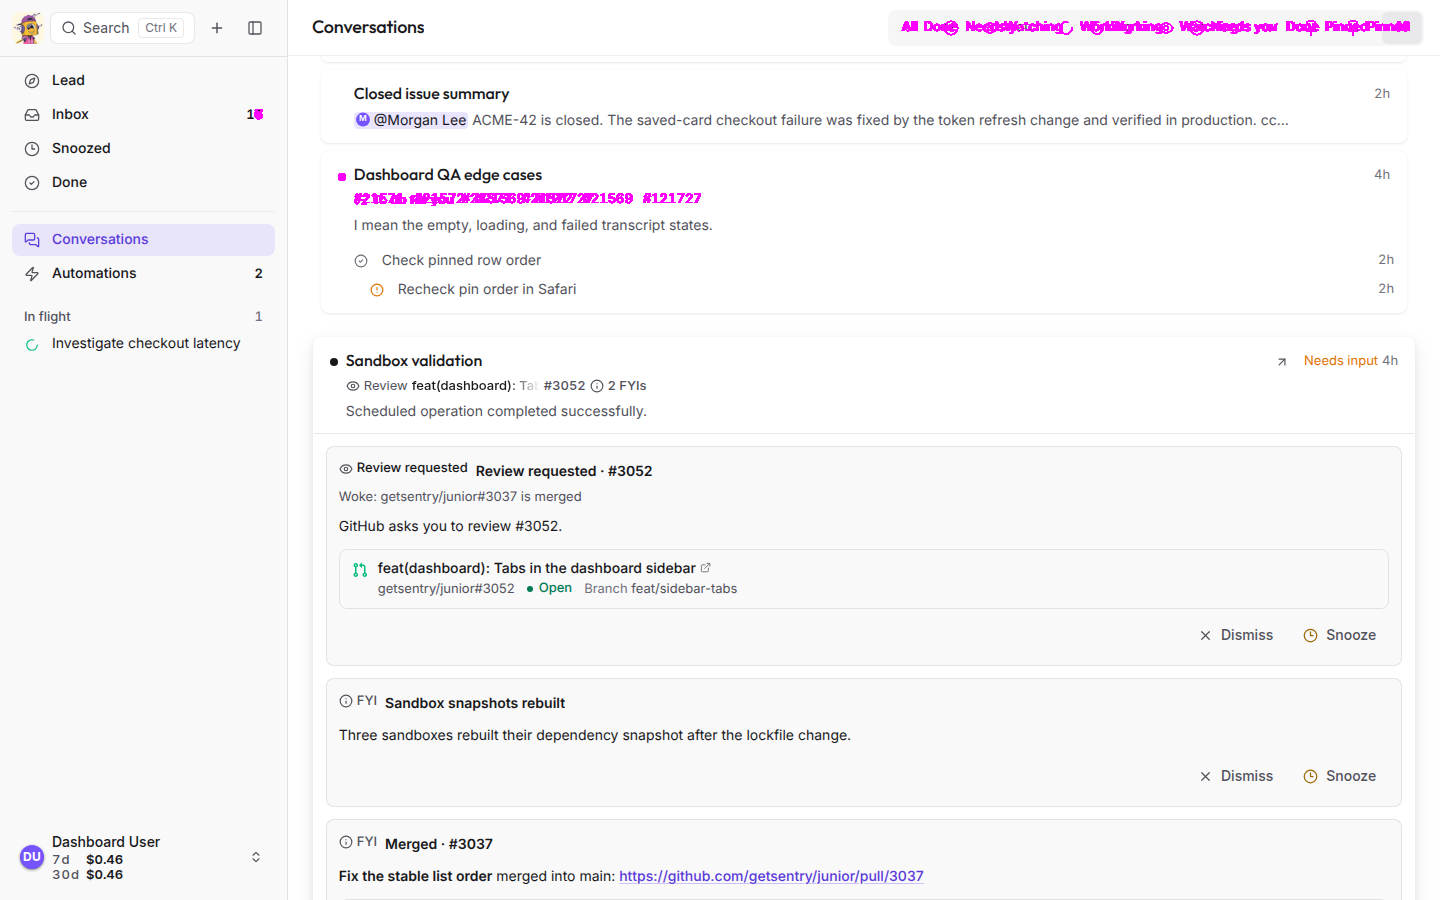 Search Ctrl K
Lead
Inbox
Snoozed
Done
Conversations
Automations 2
In flight 1
Investigate checkout latency
DU Dashboard User
7d $0.46
30d $0.46
Conversations
Closed issue summary 2h
M @Morgan Lee ACME-42 is closed. The saved-card checkout failure was fixed by the token refresh change and verified in production. cc...
Dashboard QA edge cases 4h
I mean the empty, loading, and failed transcript states.
Check pinned row order 2h
Recheck pin order in Safari 2h
Sandbox validation Needs input 4h
Review feat(dashboard): #3052 2 FYIs
Scheduled operation completed successfully.
Review requested Review requested · #3052
Woke: getsentry/junior#3037 is merged
GitHub asks you to review #3052.
feat(dashboard): Tabs in the dashboard sidebar
getsentry/junior#3052 Open Branch feat/sidebar-tabs
Dismiss Snooze
FYI Sandbox snapshots rebuilt
Three sandboxes rebuilt their dependency snapshot after the lockfile change.
Dismiss Snooze
FYI Merged · #3037
Fix the stable list order merged into main: https://github.com/getsentry/junior/pull/3037